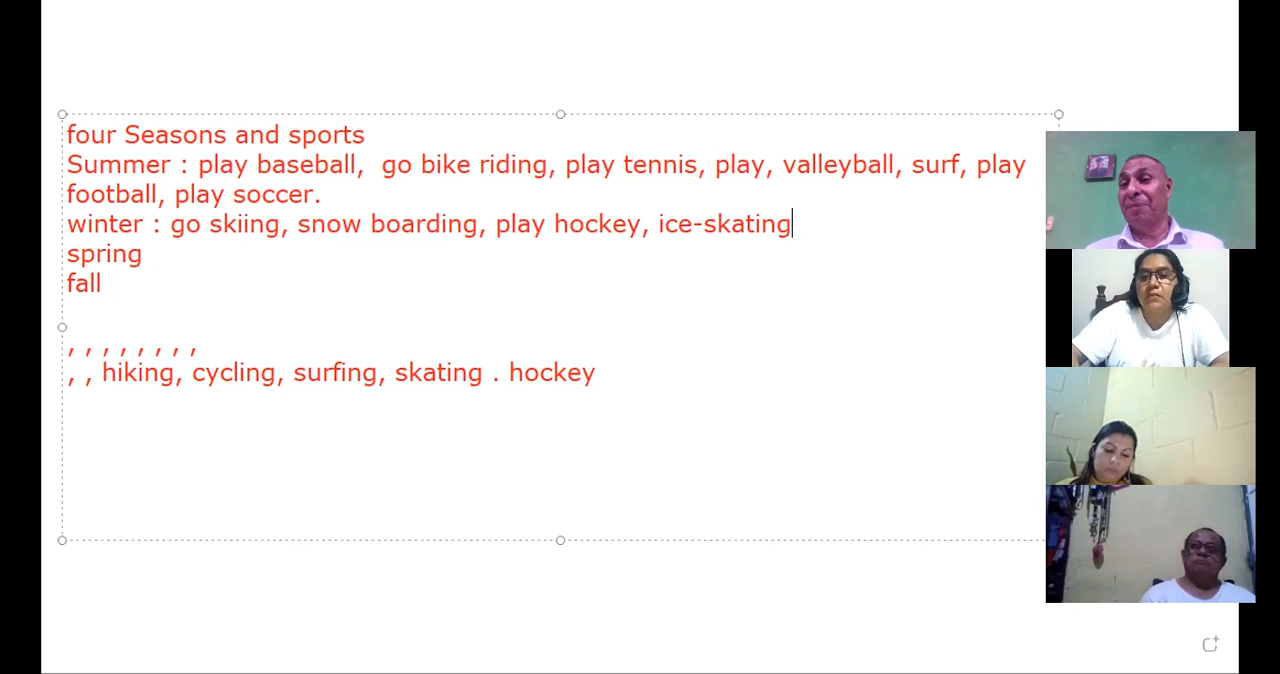 four Seasons and sports
Summer : play baseball,  go bike riding, play tennis, play, valleyball, surf, play
football, play soccer.
winter : go skiing, snow boarding, play hockey, ice-skating
spring
fall
, , , , , , , ,
, , hiking, cycling, surfing, skating . hockey